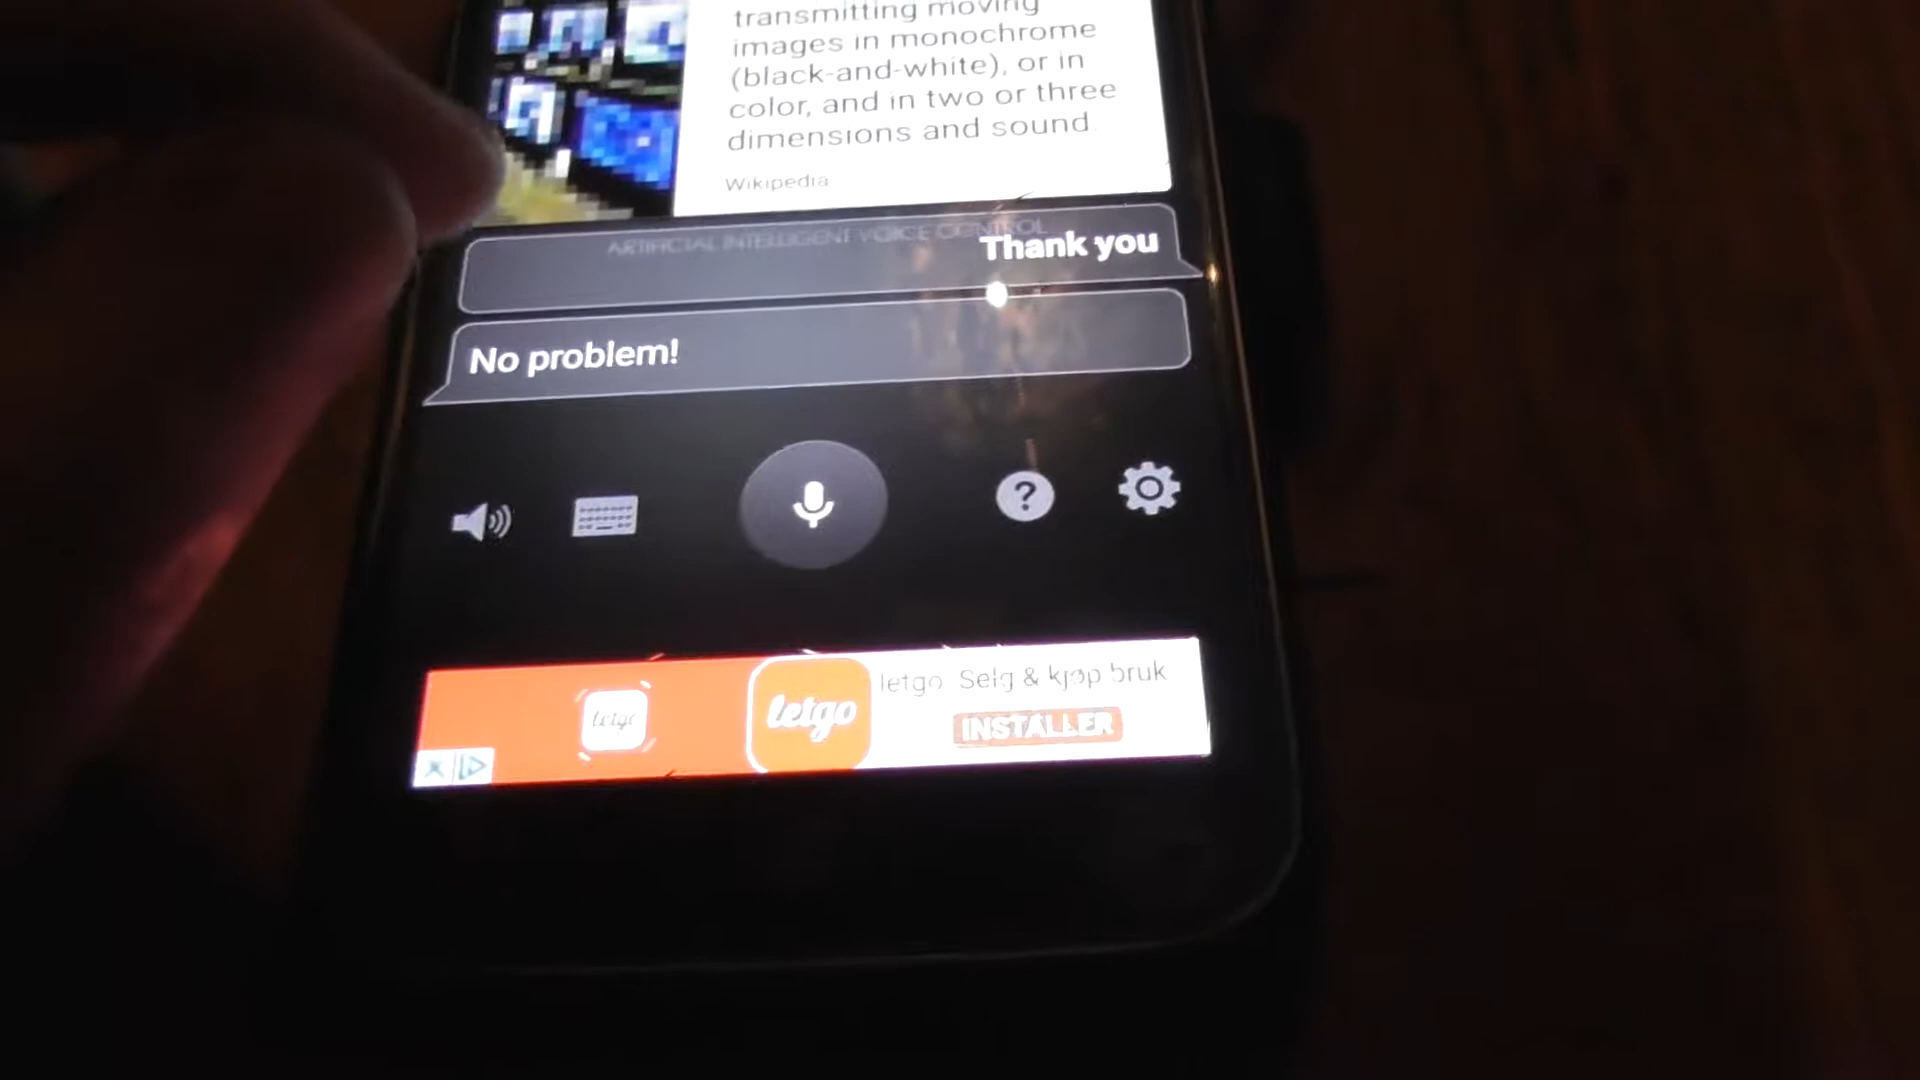 transmitting moving
images in monochrome
(black-and-white), or in
color, and in two or three
dimensions and sound.
Wikipedia
ARTIFICIAL INTELLIGENT VOICE CONTROL
Thank you
No problem!
?
letgo
letgo
letgo Selg & kjøp bruk
INSTALLER